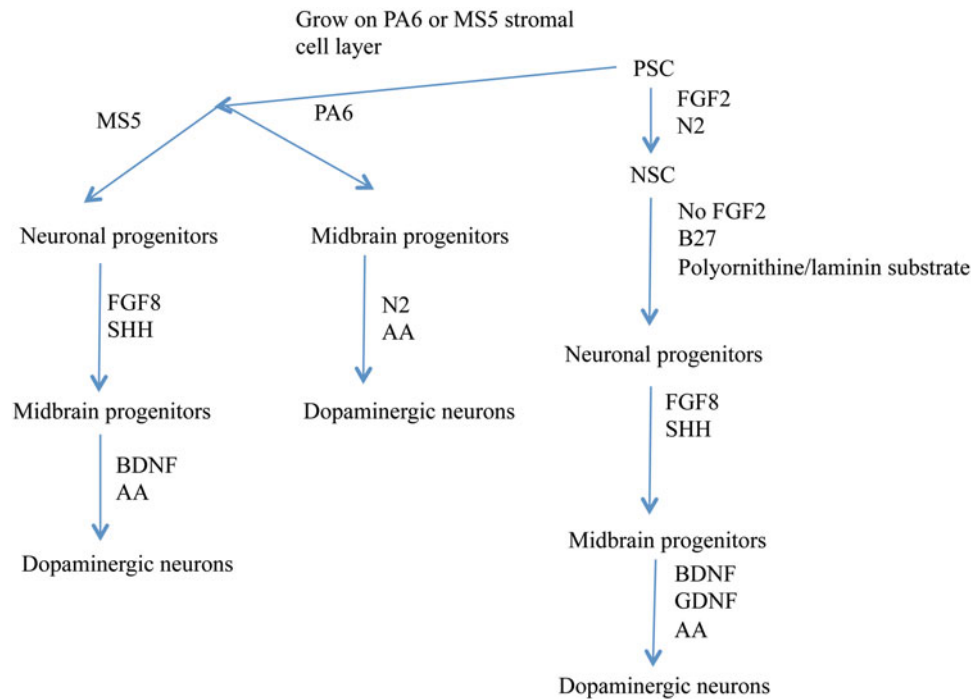 Grow on PA6 or MS5 stromal
cell layer
PSC
FGF2
N2
MS5
PA6
NSC
No FGF2
B27
Polyornithine/laminin substrate
Neuronal progenitors
Midbrain progenitors
FGF8
SHH
N2
AA
Neuronal progenitors
Midbrain progenitors
Dopaminergic neurons
FGF8
SHH
BDNF
AA
Midbrain progenitors
Dopaminergic neurons
BDNF
GDNF
AA
Dopaminergic neurons